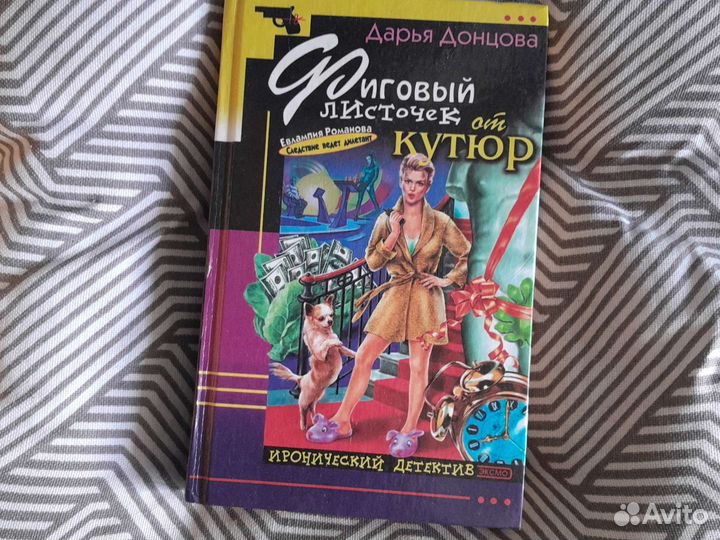 Дарья Донцова
Фиговый
листочек от
кутюр
Евлампия Романова
Следствие ведет дилетант
Иронический детектив
ЭКСМО
Avito